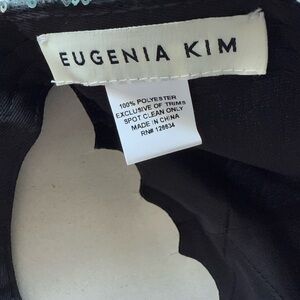 EUGENIA KIM
100% POLYESTER
EXCLUSIVE OF TRIMS
SPOT CLEAN ONLY
MADE IN CHINA
RN# 128634